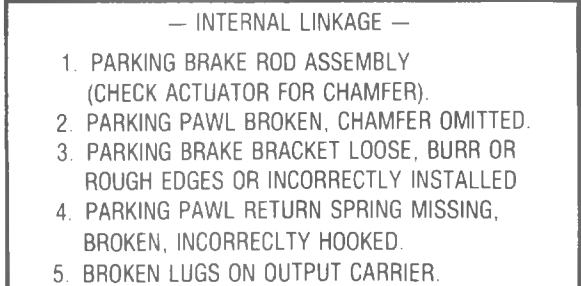 — INTERNAL LINKAGE —
1. PARKING BRAKE ROD ASSEMBLY
(CHECK ACTUATOR FOR CHAMFER).
2. PARKING PAWL BROKEN, CHAMFER OMITTED.
3. PARKING BRAKE BRACKET LOOSE, BURR OR
ROUGH EDGES OR INCORRECTLY INSTALLED
4. PARKING PAWL RETURN SPRING MISSING,
BROKEN, INCORRECLTY HOOKED.
5. BROKEN LUGS ON OUTPUT CARRIER.